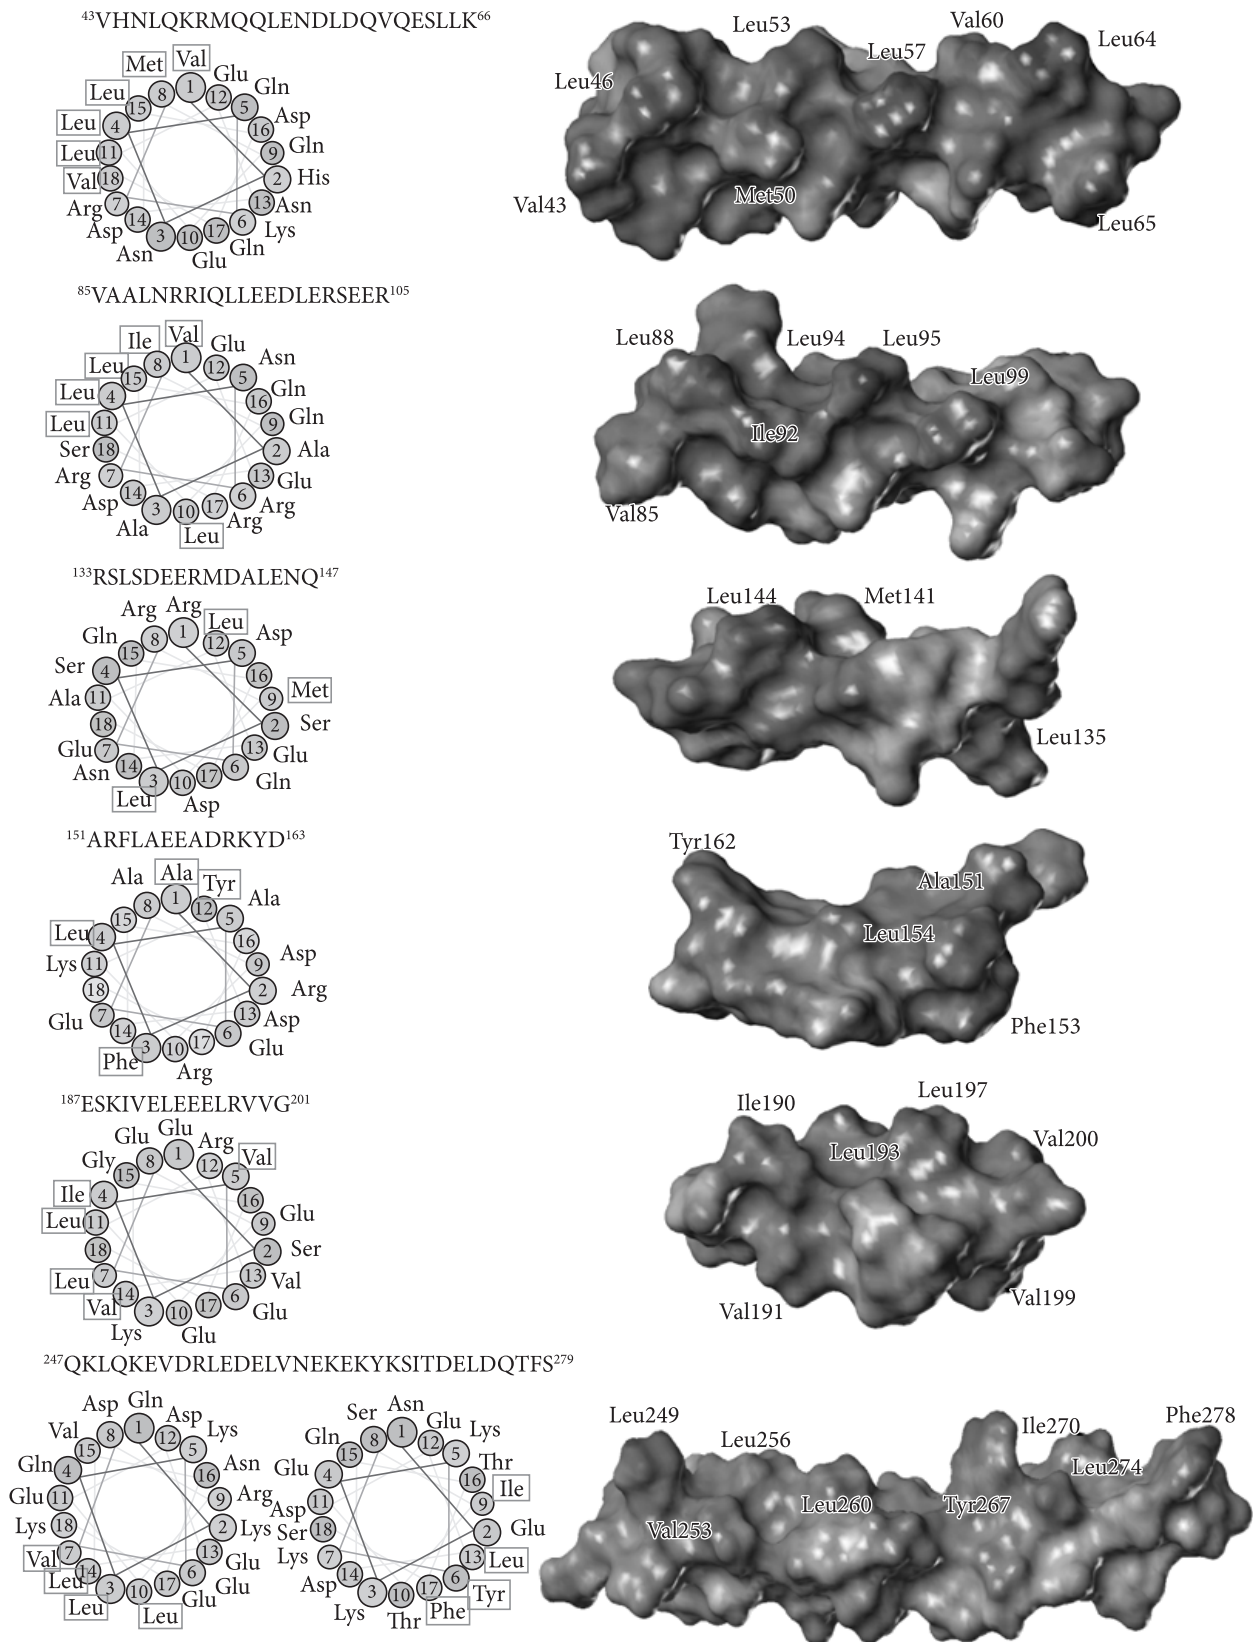 ⁴³VHNLQKRMQQLENDLDQVQESLLK⁶⁶
Met Val Glu
Leu Gln
Leu Asp
Leu Gln
Val His
Arg Asn
Asp Lys
Asn Glu Gln
1 12 5 16 9 2 13 6 17 10 3 14 7 18 11 4 15 8
Leu53 Val60
Leu57 Leu64
Leu46
Val43 Met50
Leu65
⁸⁵VAALNRRIQLLEEDLERSEER¹⁰⁵
Ile Val Glu
Leu Asn
Leu Gln
Leu Gln
Ser Ala
Arg Glu
Asp Arg
Ala Leu Arg
1 12 5 16 9 2 13 6 17 10 3 14 7 18 11 4 15 8
Leu88 Leu94 Leu95
Leu99
Ile92
Val85
¹³³RSLSDEERMDALENQ¹⁴⁷
Arg Arg Leu
Gln Asp
Ser Met
Ala Ser
Glu Glu
Asn Gln
Leu Asp
1 12 5 16 9 2 13 6 17 10 3 14 7 18 11 4 15 8
Leu144 Met141
Leu135
¹⁵¹ARFLAEEADRKYD¹⁶³
Ala Ala Tyr
Ala
Leu Asp
Lys Arg
Glu Asp
Phe Glu
Arg
1 12 5 16 9 2 13 6 17 10 3 14 7 18 11 4 15 8
Tyr162
Ala151
Leu154
Phe153
¹⁸⁷ESKIVELEEELRVVG²⁰¹
Glu Glu Arg
Gly Val
Ile Glu
Leu Ser
Leu Val
Val Glu
Lys Glu
1 12 5 16 9 2 13 6 17 10 3 14 7 18 11 4 15 8
Ile190 Leu197
Leu193 Val200
Val191 Val199
²⁴⁷QKLQKEVDRLEDELVNEKEKYKSITDELDQTFS²⁷⁹
Asp Gln Asp
Val Lys
Gln Asn
Glu Arg
Lys Lys
Val Glu
Leu Glu
Leu Leu Glu
1 12 5 16 9 2 13 6 17 10 3 14 7 18 11 4 15 8
Ser Asn Glu
Gln Lys
Glu Thr
Asp Ile
Ser Glu
Lys Leu
Asp Tyr
Lys Thr Phe
1 12 5 16 9 2 13 6 17 10 3 14 7 18 11 4 15 8
Leu249 Ile270 Phe278
Leu256 Leu274
Val253 Leu260 Tyr267